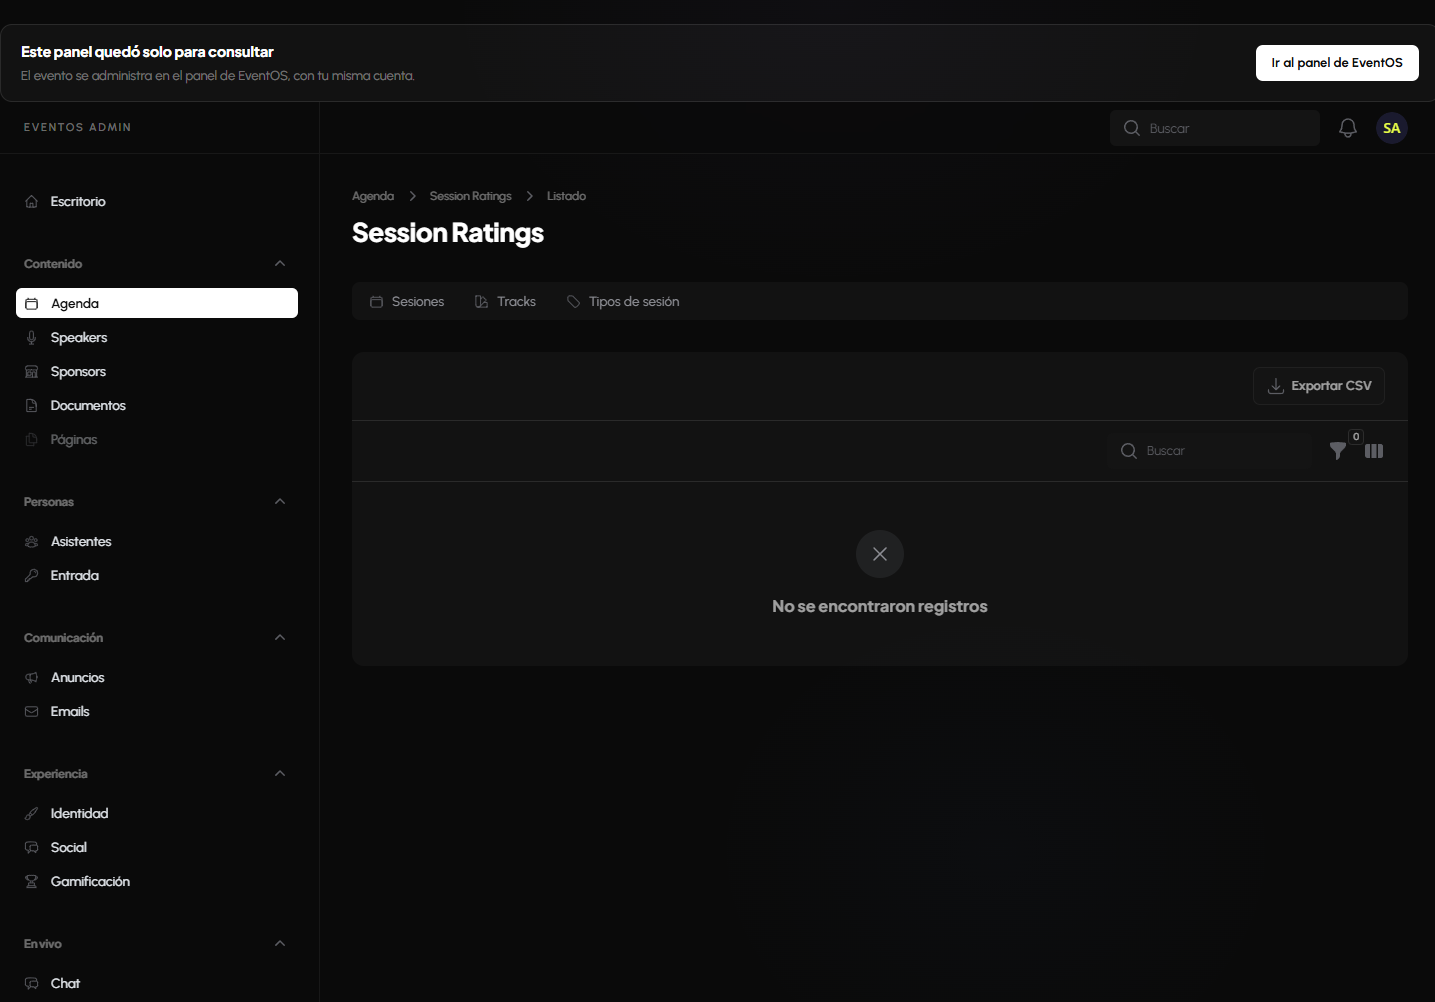 Este panel quedó solo para consultar
El evento se administra en el panel de EventOS, con tu misma cuenta.
Ir al panel de EventOS
EVENTOS ADMIN
Buscar
SA
Escritorio
Contenido
Agenda
Speakers
Sponsors
Documentos
Páginas
Personas
Asistentes
Entrada
Comunicación
Anuncios
Emails
Experiencia
Identidad
Social
Gamificación
En vivo
Chat
Agenda > Session Ratings > Listado
Session Ratings
Sesiones Tracks Tipos de sesión
Exportar CSV
Buscar
0
No se encontraron registros